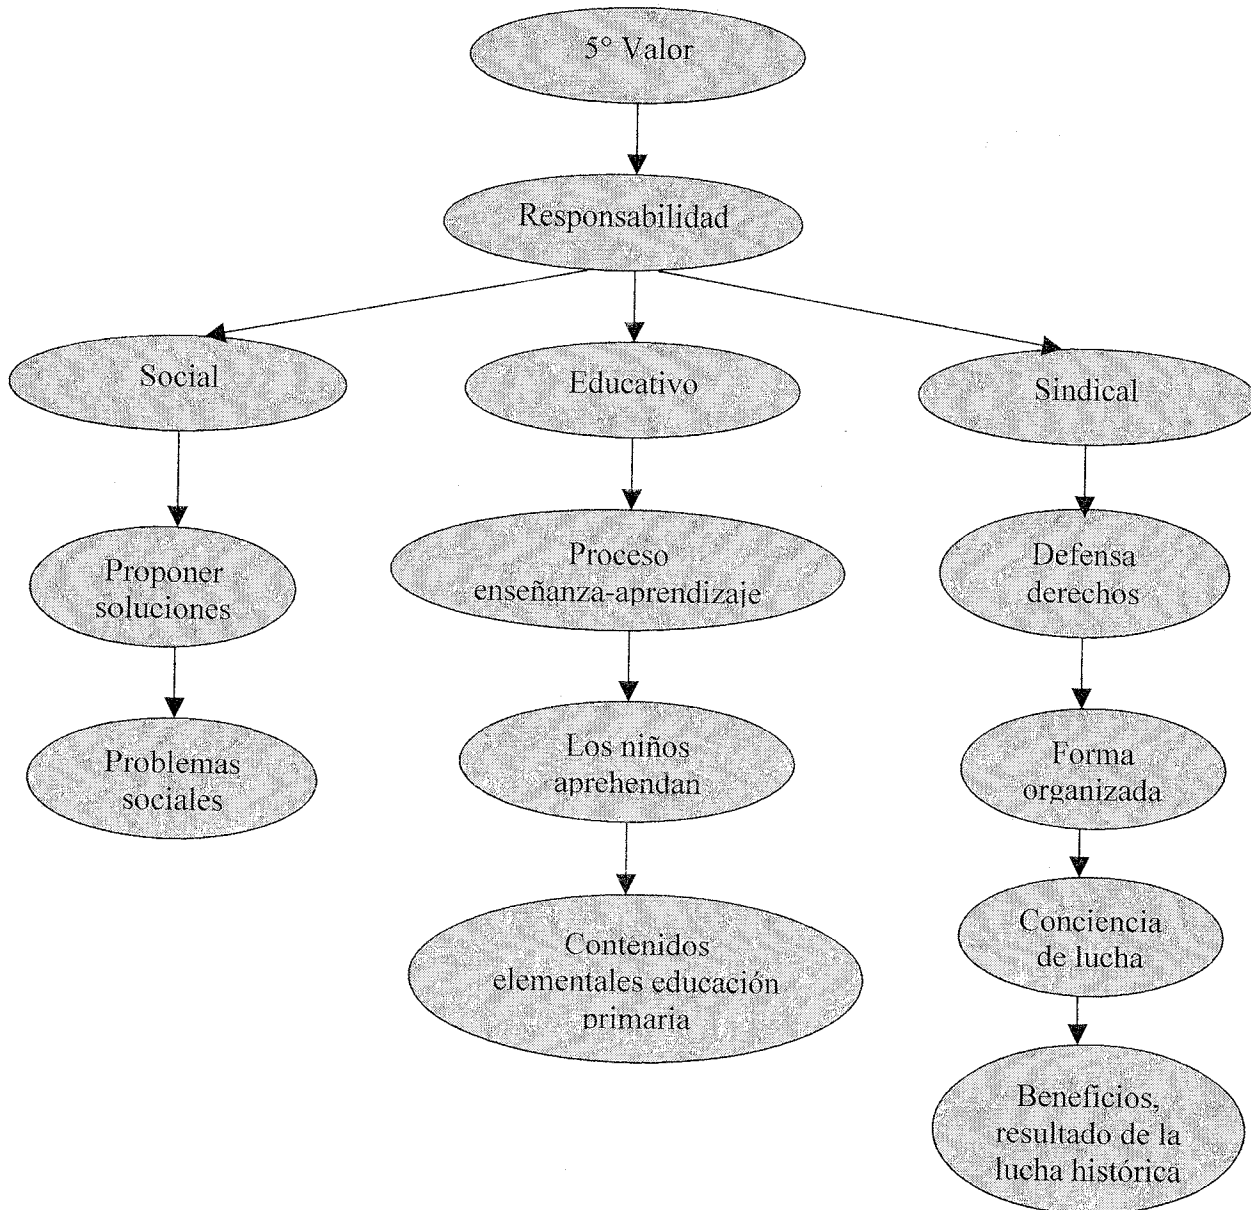 5° Valor
Responsabilidad
Social
Educativo
Sindical
Proponer
soluciones
Proceso
enseñanza-aprendizaje
Defensa
derechos
Problemas
sociales
Los niños
aprehendan
Forma
organizada
Contenidos
elementales educación
primaria
Conciencia
de lucha
Beneficios,
resultado de la
lucha histórica